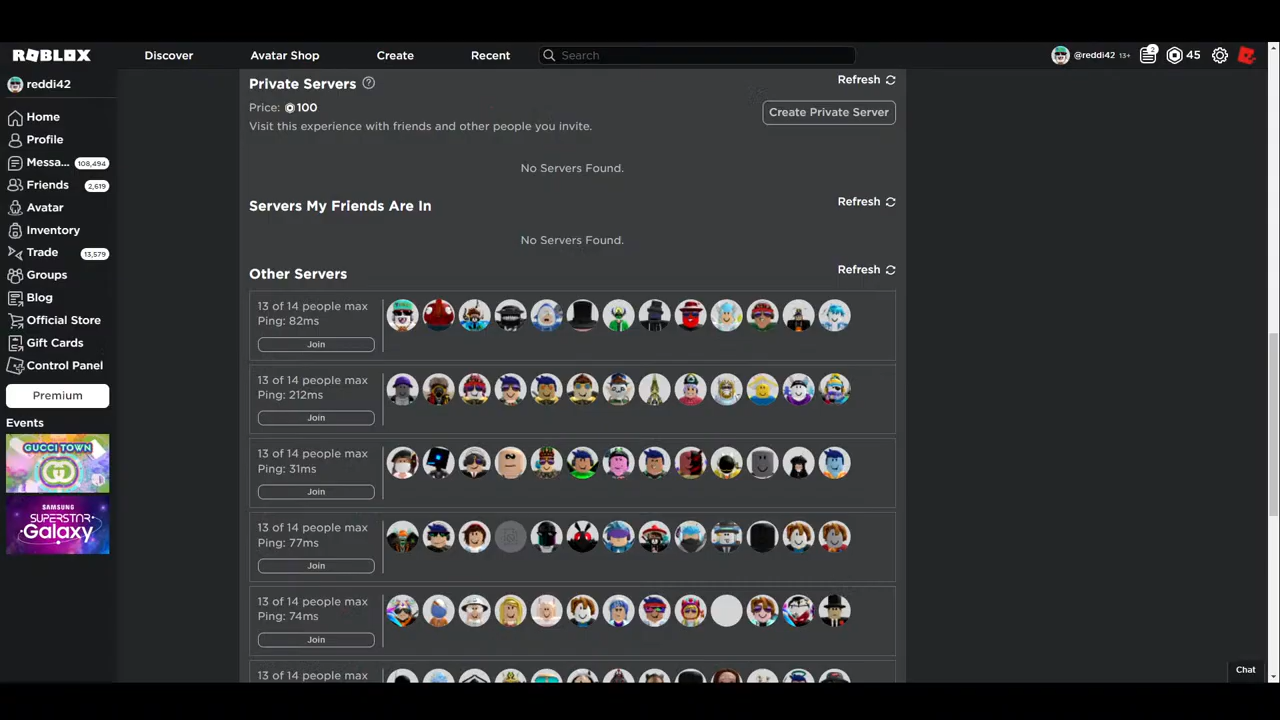 ROBLOX
Discover
Avatar Shop
Create
Recent
Search
@reddi42
13+
2
45
reddi42
Home
Profile
Messa...
108,494
Friends
2,619
Avatar
Inventory
Trade
13,579
Groups
Blog
Official Store
Gift Cards
Control Panel
Premium
Events
GUCCI TOWN
SAMSUNG
SUPERSTAR
Galaxy
Private Servers
Refresh
Price: 100
Create Private Server
Visit this experience with friends and other people you invite.
No Servers Found.
Servers My Friends Are In
Refresh
No Servers Found.
Other Servers
Refresh
13 of 14 people max
Ping: 82ms
Join
13 of 14 people max
Ping: 212ms
Join
13 of 14 people max
Ping: 31ms
Join
13 of 14 people max
Ping: 77ms
Join
13 of 14 people max
Ping: 74ms
Join
13 of 14 people max
Chat